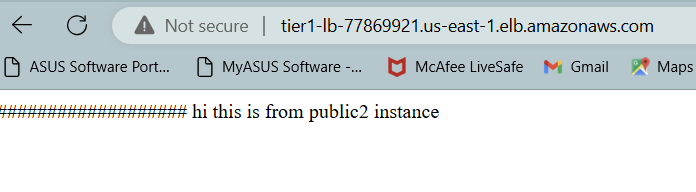 Not secure | tier1-lb-77869921.us-east-1.elb.amazonaws.com
ASUS Software Port... MyASUS Software -... McAfee LiveSafe Gmail Maps
################### hi this is from public2 instance